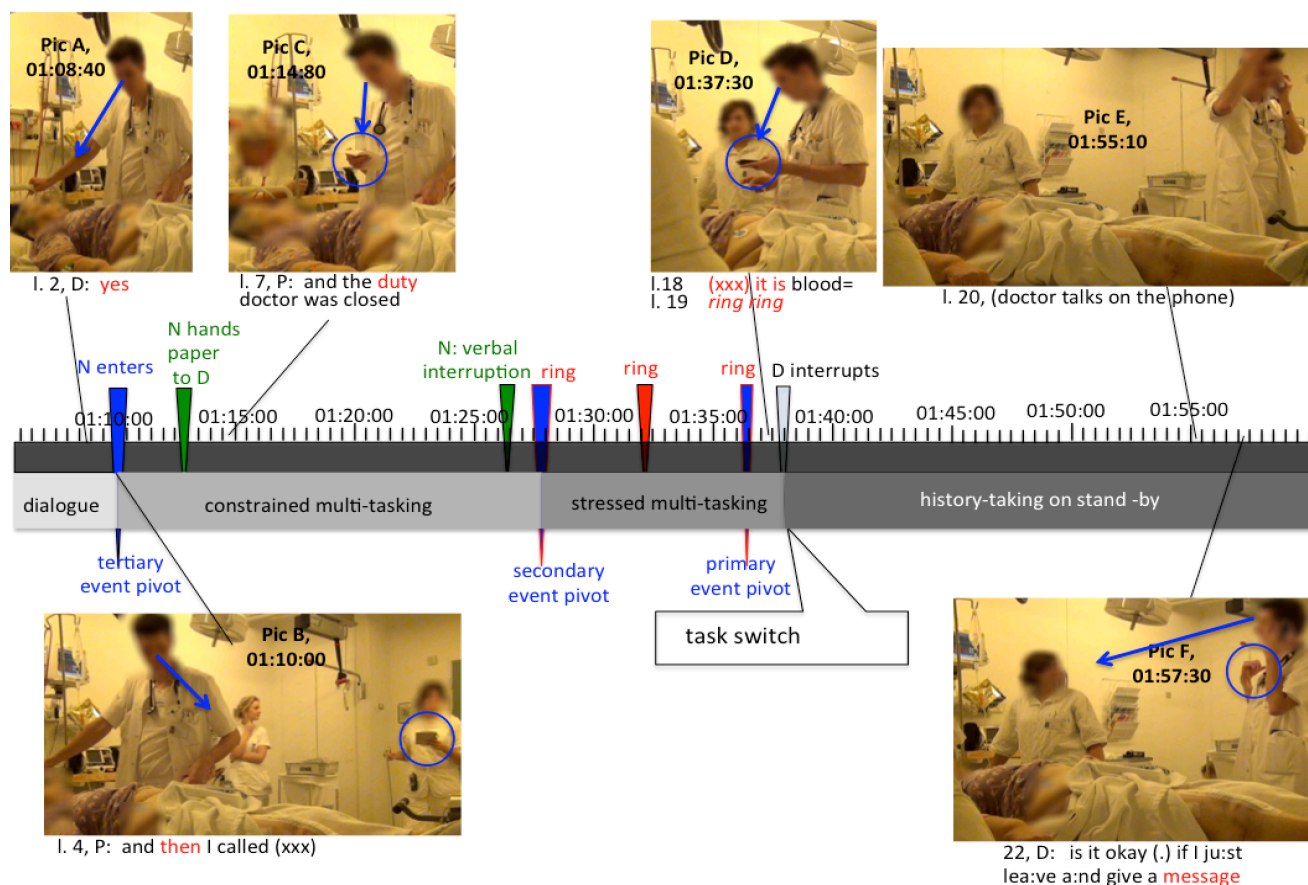 Pic A,
01:08:40
Pic C,
01:14:80
Pic D,
01:37:30
Pic E,
01:55:10
l. 2, D: yes
l. 7, P: and the duty
doctor was closed
l.18 (xxx) it is blood=
l. 19 ring ring
l. 20, (doctor talks on the phone)
N enters
N hands
paper
to D
N: verbal
interruption
ring
ring
ring
D interrupts
01:10:00
01:15:00
01:20:00
01:25:00
01:30:00
01:35:00
01:40:00
01:45:00
01:50:00
01:55:00
dialogue
constrained multi-tasking
stressed multi-tasking
history-taking on stand -by
tertiary
event pivot
secondary
event pivot
primary
event pivot
task switch
Pic B,
01:10:00
Pic F,
01:57:30
l. 4, P: and then I called (xxx)
22, D: is it okay (.) if I ju:st
lea:ve a:nd give a message